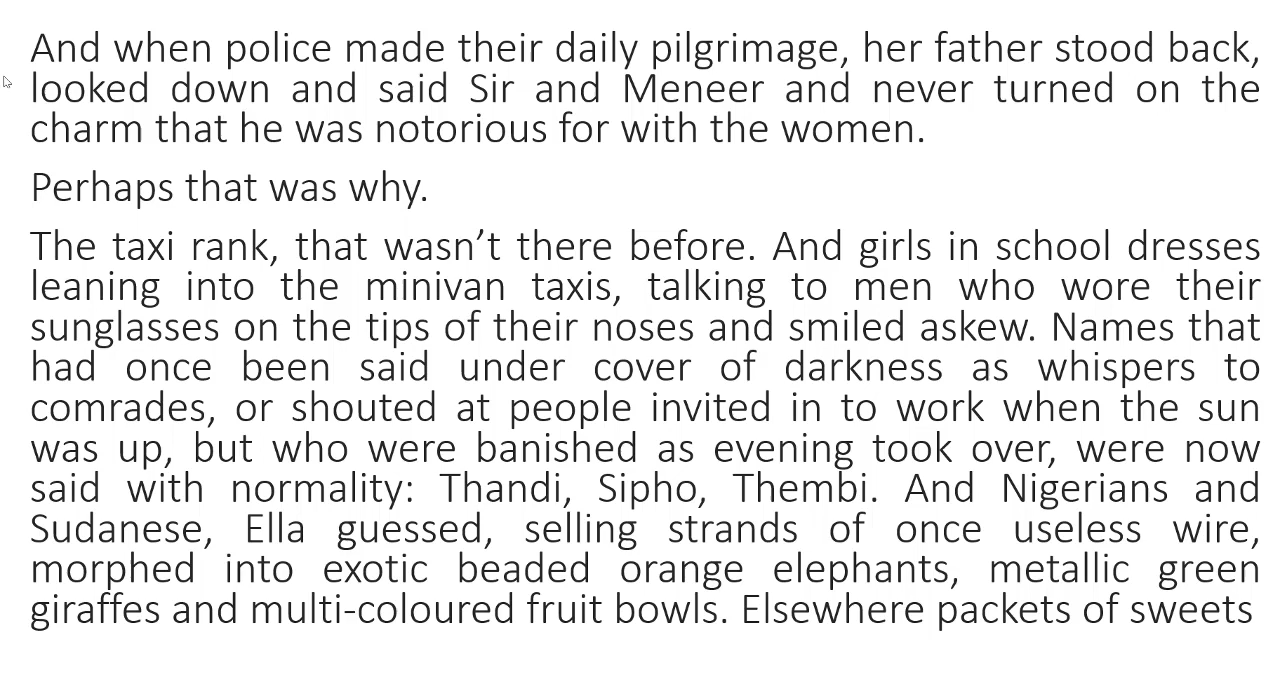 And when police made their daily pilgrimage, her father stood back,
looked down and said Sir and Meneer and never turned on the
charm that he was notorious for with the women.
Perhaps that was why.
The taxi rank, that wasn’t there before. And girls in school dresses
leaning into the minivan taxis, talking to men who wore their
sunglasses on the tips of their noses and smiled askew. Names that
had once been said under cover of darkness as whispers to
comrades, or shouted at people invited in to work when the sun
was up, but who were banished as evening took over, were now
said with normality: Thandi, Sipho, Thembi. And Nigerians and
Sudanese, Ella guessed, selling strands of once useless wire,
morphed into exotic beaded orange elephants, metallic green
giraffes and multi-coloured fruit bowls. Elsewhere packets of sweets